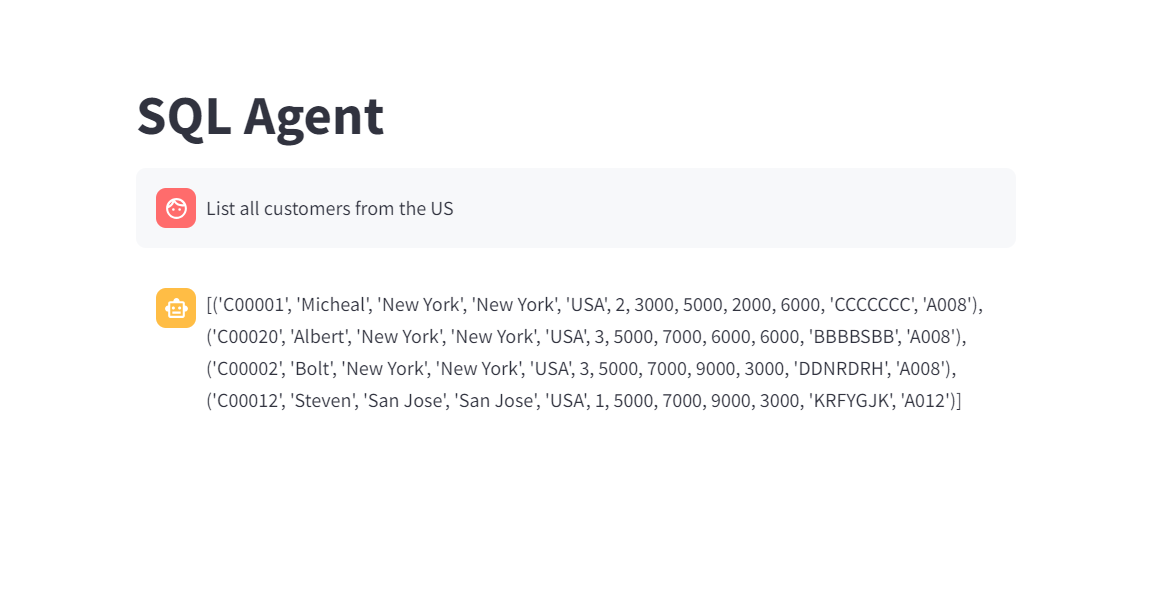 SQL Agent
List all customers from the US
[('C00001', 'Micheal', 'New York', 'New York', 'USA', 2, 3000, 5000, 2000, 6000, 'CCCCCCC', 'A008'),
('C00020', 'Albert', 'New York', 'New York', 'USA', 3, 5000, 7000, 6000, 6000, 'BBBBSBB', 'A008'),
('C00002', 'Bolt', 'New York', 'New York', 'USA', 3, 5000, 7000, 9000, 3000, 'DDNRDRH', 'A008'),
('C00012', 'Steven', 'San Jose', 'San Jose', 'USA', 1, 5000, 7000, 9000, 3000, 'KRFYGJK', 'A012')]